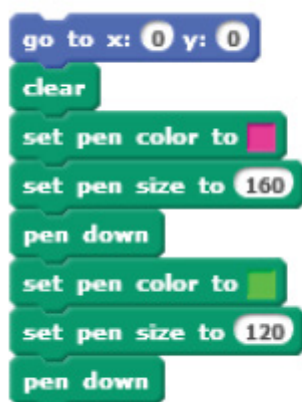 go to x: 0 y: 0
clear
set pen color to
set pen size to 160
pen down
set pen color to
set pen size to 120
pen down